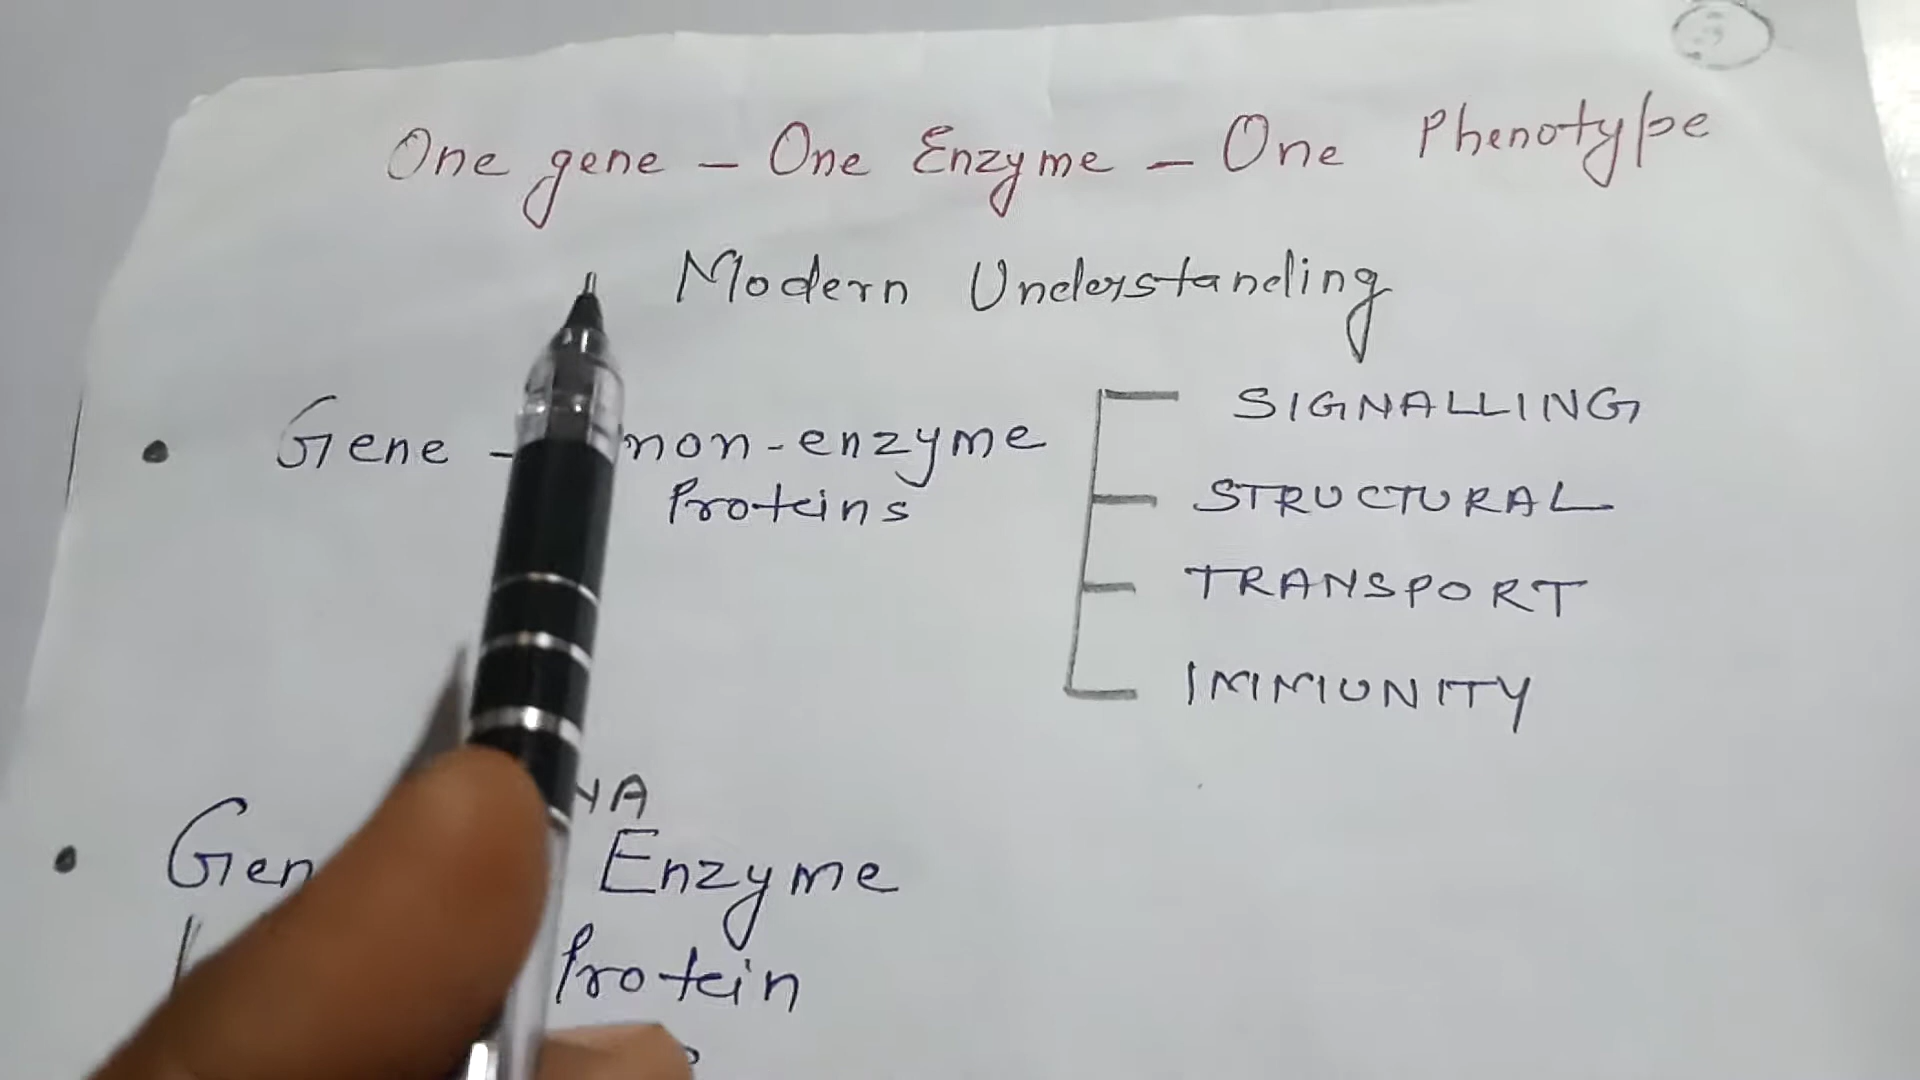 One gene – One Enzyme – One Phenotype
Modern Understanding
• Gene – non-enzyme
Proteins
SIGNALLING
STRUCTURAL
TRANSPORT
IMMUNITY
• Enzyme
Protein